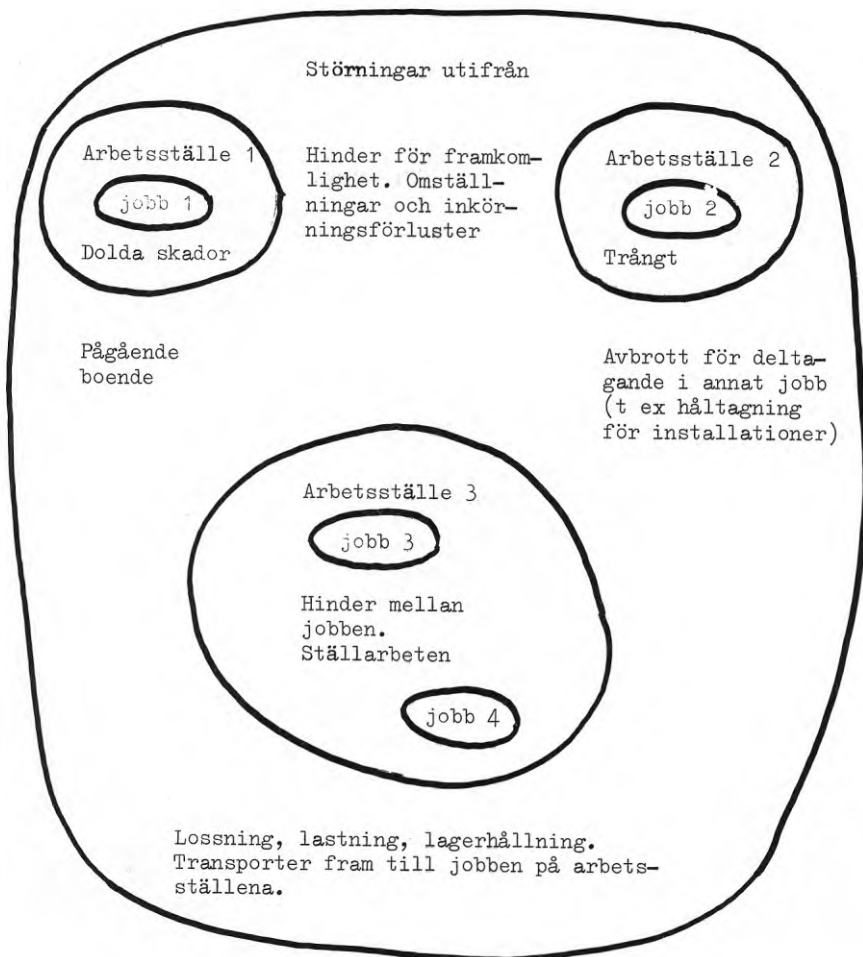 Störningar utifrån
Arbetsställe 1
jobb 1
Dolda skador
Hinder för framkom-
lighet. Omställ-
ningar och inkör-
ningsförluster
Arbetsställe 2
jobb 2
Trångt
Pågående
boende
Avbrott för delta-
gande i annat jobb
(t ex håltagning
för installationer)
Arbetsställe 3
jobb 3
Hinder mellan
jobben.
Ställarbeten
jobb 4
Lossning, lastning, lagerhållning.
Transporter fram till jobben på arbets-
ställena.